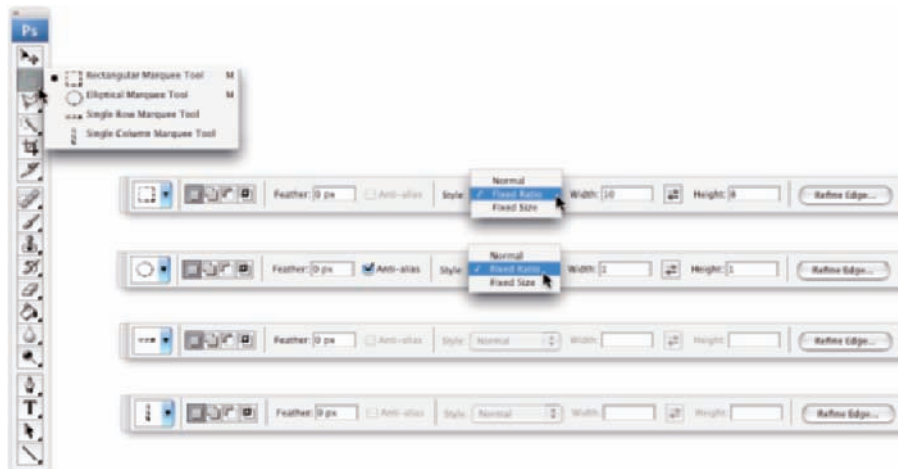 Ps
Rectangular Marquee Tool M
Elliptical Marquee Tool M
Single Row Marquee Tool
Single Column Marquee Tool
Feather: 0 px Anti-alias Style: Normal Fixed Ratio Fixed Size Width: 10 Height: 8 Refine Edge...
Feather: 0 px Anti-alias Style: Normal Fixed Ratio Fixed Size Width: 1 Height: 1 Refine Edge...
Feather: 0 px Anti-alias Style: Normal Width: Height: Refine Edge...
Feather: 0 px Anti-alias Style: Normal Width: Height: Refine Edge...
T